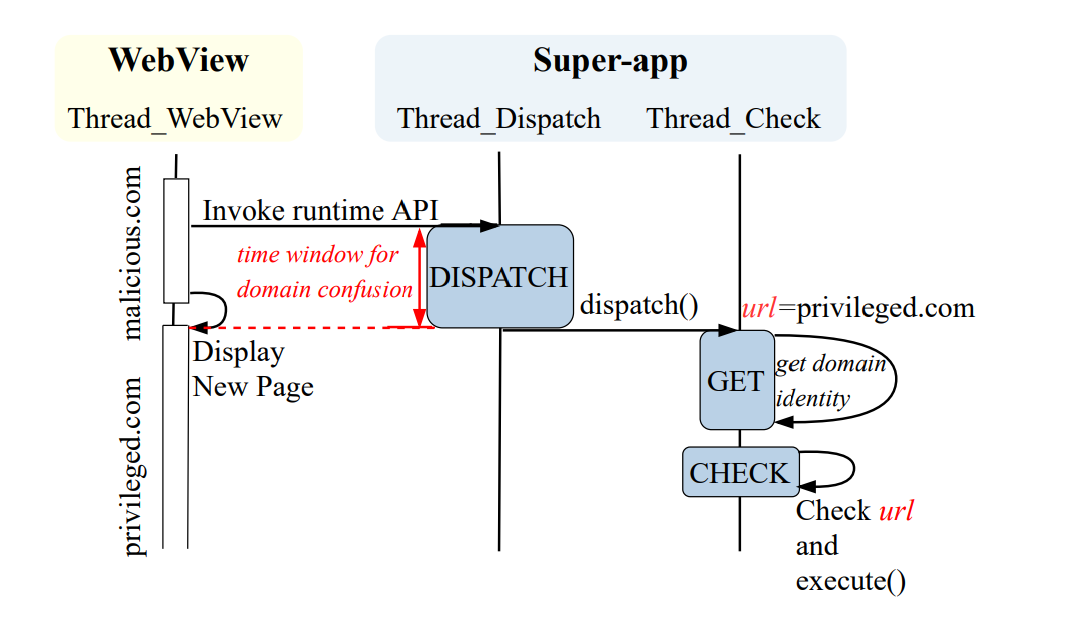 WebView
Super-app
Thread_WebView
Thread_Dispatch
Thread_Check
malicious.com
Invoke runtime API
time window for
domain confusion
DISPATCH
dispatch()
url=privileged.com
Display
New Page
GET
get domain
identity
privileged.com
CHECK
Check url
and
execute()